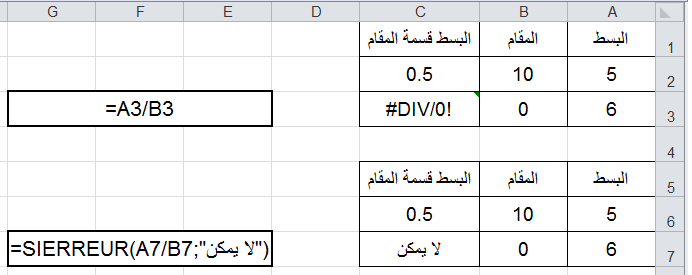 A B C D E F G
1 البسط المقام البسط قسمة المقام
2 5 10 0.5
3 6 0 #DIV/0! =A3/B3
4
5 البسط المقام البسط قسمة المقام
6 5 10 0.5
7 6 0 لا يمكن =SIERREUR(A7/B7;"لا يمكن")